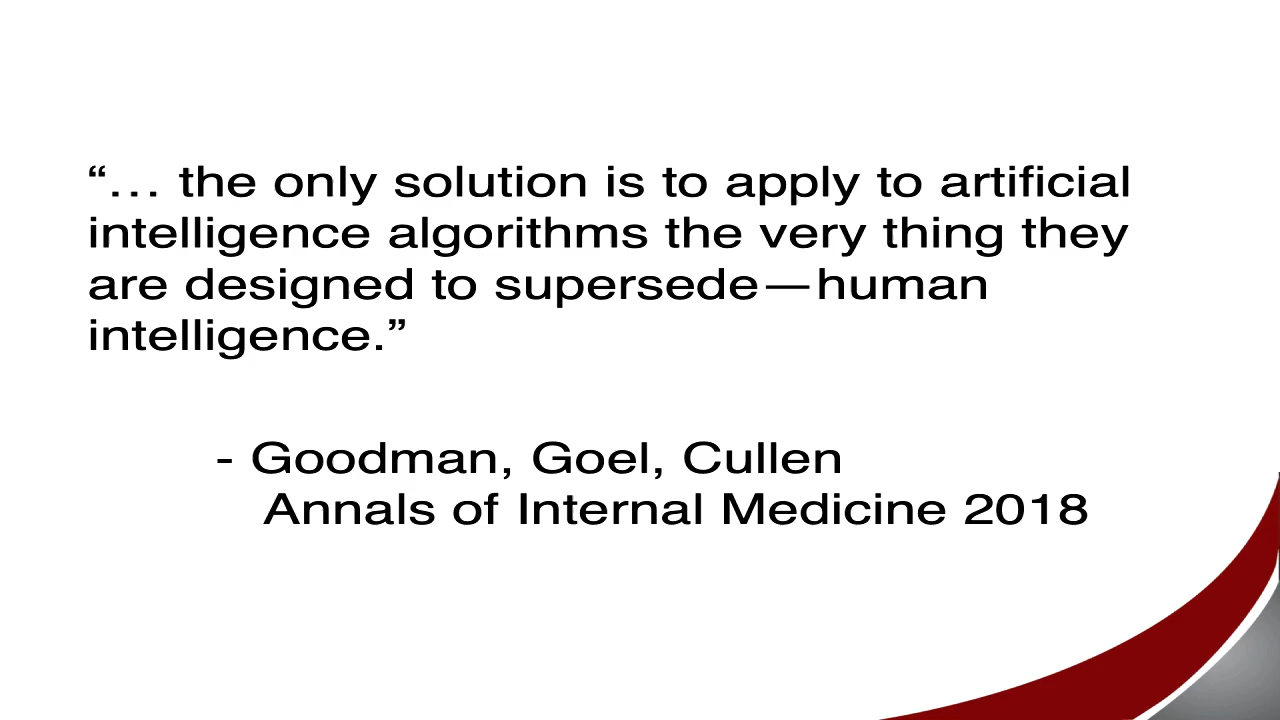 “… the only solution is to apply to artificial
intelligence algorithms the very thing they
are designed to supersede—human
intelligence.”
- Goodman, Goel, Cullen
Annals of Internal Medicine 2018